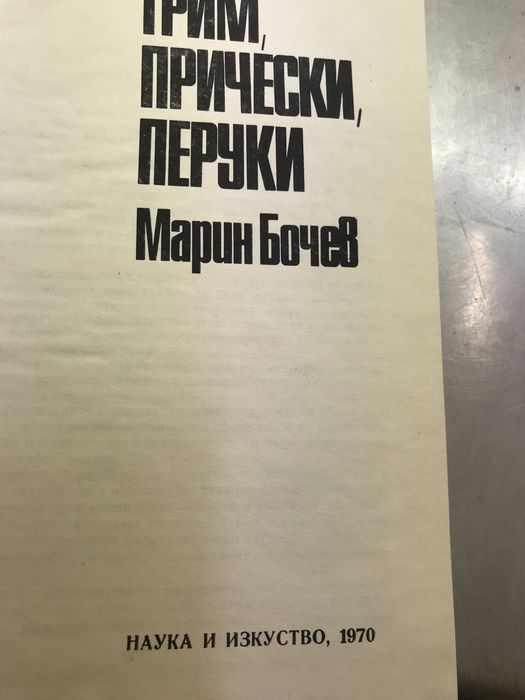 ГРИМ,
ПРИЧЕСКИ,
ПЕРУКИ
Марин Бочев
НАУКА И ИЗКУСТВО, 1970